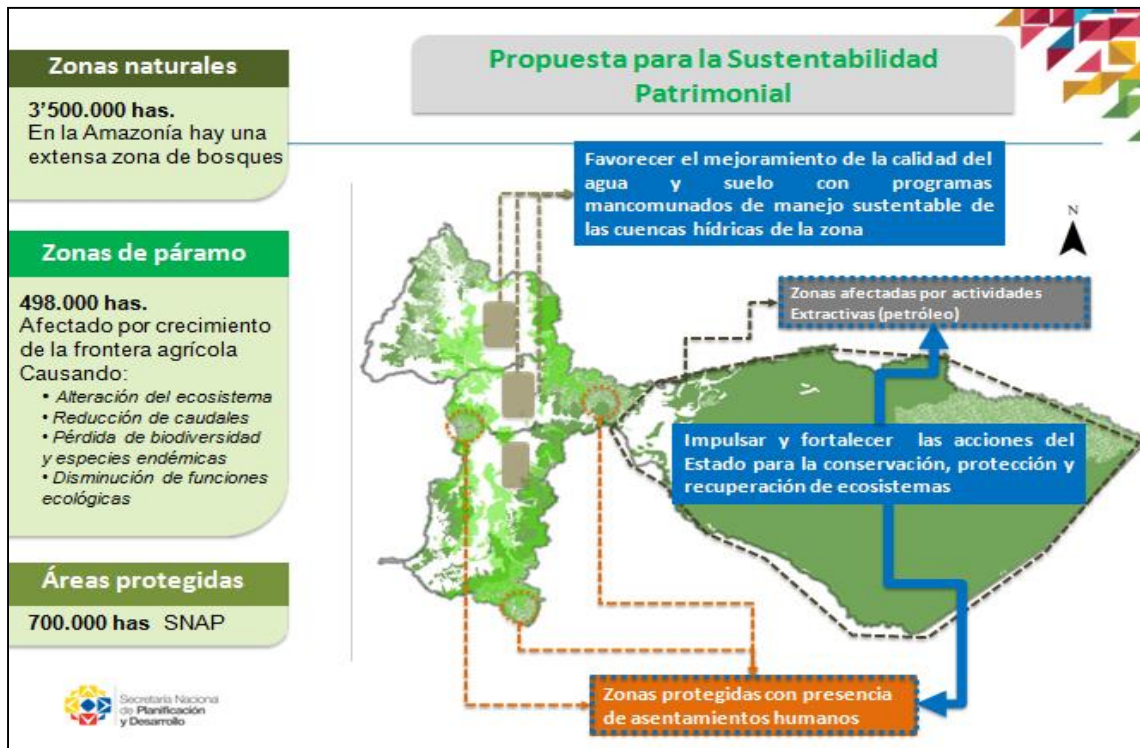 Propuesta para la Sustentabilidad
Patrimonial
Zonas naturales
3'500.000 has.
En la Amazonía hay una
extensa zona de bosques
Zonas de páramo
498.000 has.
Afectado por crecimiento
de la frontera agrícola
Causando:
• Alteración del ecosistema
• Reducción de caudales
• Pérdida de biodiversidad
y especies endémicas
• Disminución de funciones
ecológicas
Áreas protegidas
700.000 has SNAP
Favorecer el mejoramiento de la calidad del
agua y suelo con programas
mancomunados de manejo sustentable de
las cuencas hídricas de la zona
N
Zonas afectadas por actividades
Extractivas (petróleo)
Impulsar y fortalecer las acciones del
Estado para la conservación, protección y
recuperación de ecosistemas
Zonas protegidas con presencia
de asentamientos humanos
Secretaría Nacional
de Planificación
y Desarrollo